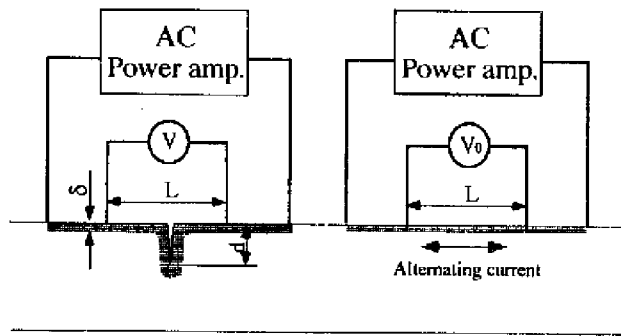 AC
Power amp.
V
L
δ
d
AC
Power amp.
V₀
L
Alternating current